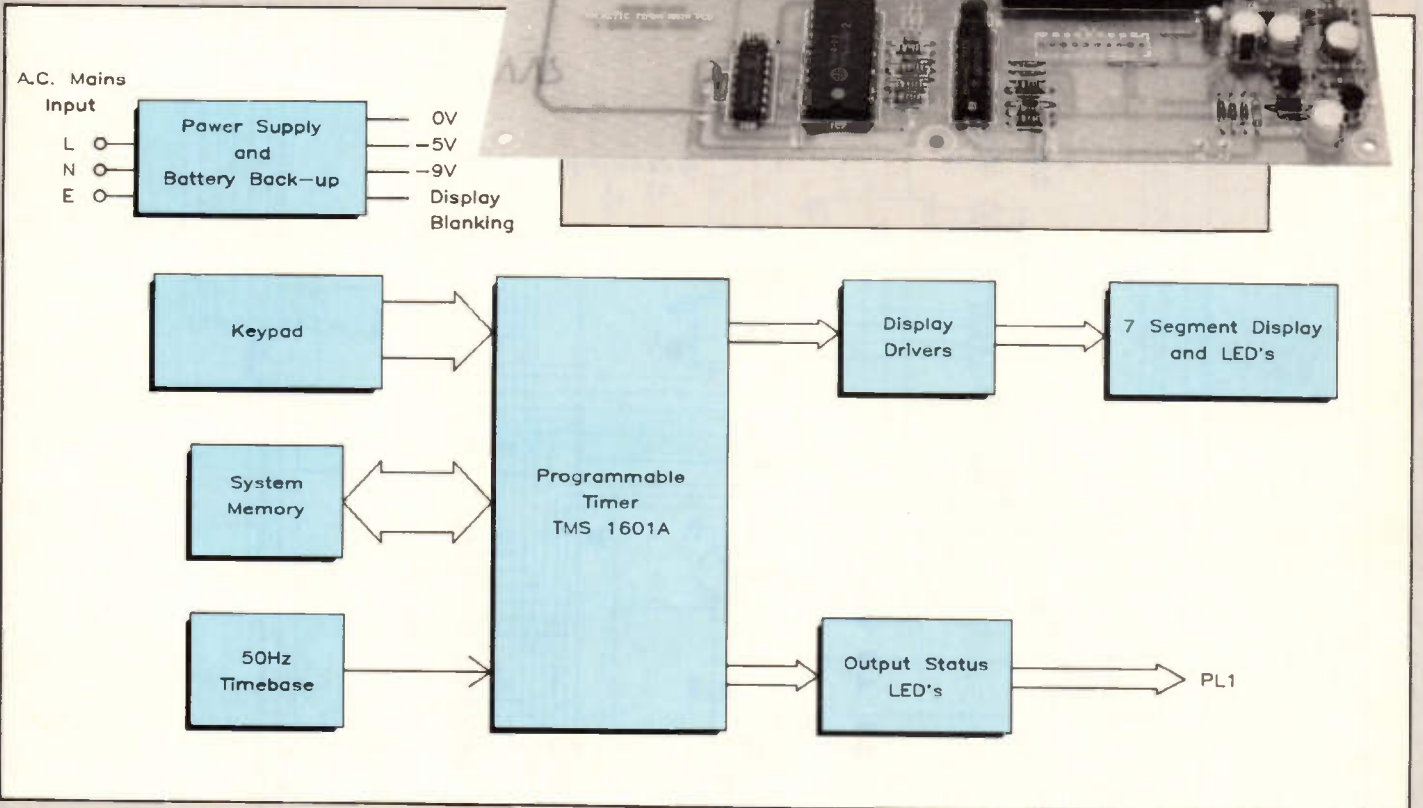 A.C. Mains
Input
L
N
E
Power Supply
and
Battery Back-up
0V
-5V
-9V
Display
Blanking
Keypad
System
Memory
50Hz
Timebase
Programmable
Timer
TMS 1601A
Display
Drivers
7 Segment Display
and LED's
Output Status
LED's
PL1